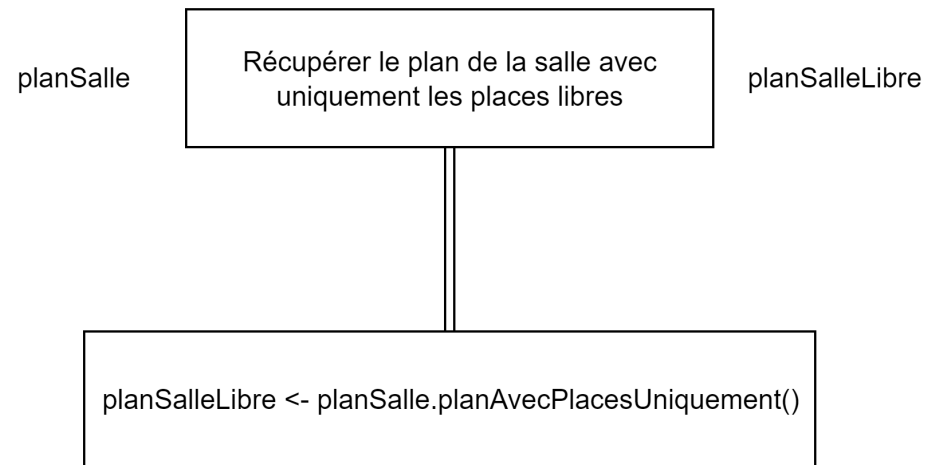 planSalle
Récupérer le plan de la salle avec
uniquement les places libres
planSalleLibre
planSalleLibre <- planSalle.planAvecPlacesUniquement()